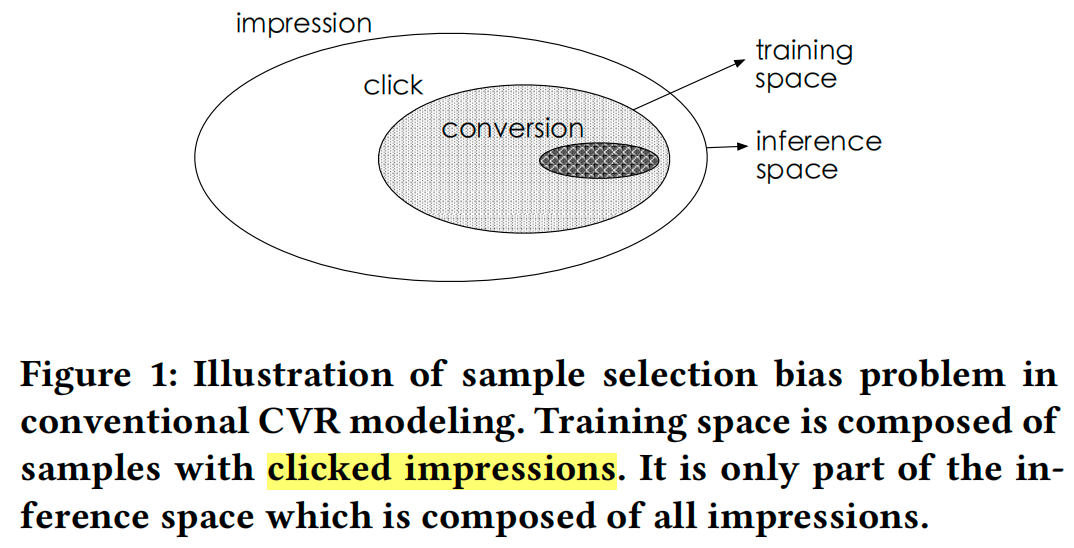 impression
click
conversion
training
space
inference
space
Figure 1: Illustration of sample selection bias problem in
conventional CVR modeling. Training space is composed of
samples with clicked impressions. It is only part of the in-
ference space which is composed of all impressions.